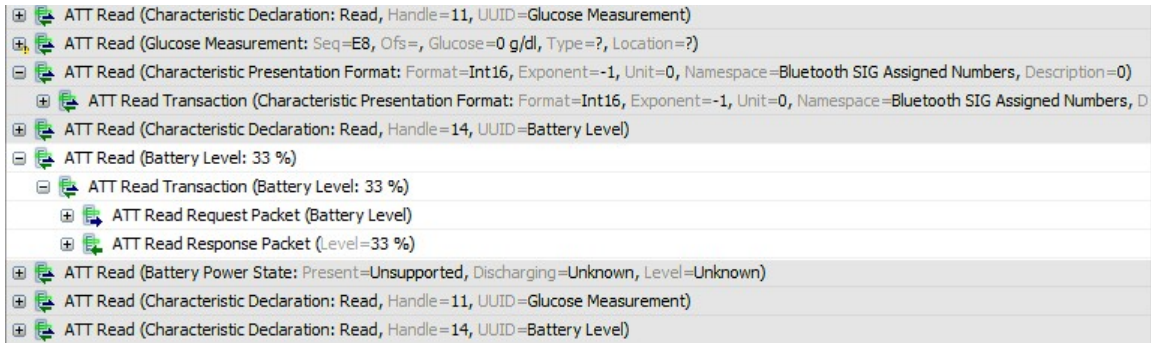 ATT Read (Characteristic Declaration: Read, Handle=11, UUID=Glucose Measurement)
ATT Read (Glucose Measurement: Seq=E8, Ofs=, Glucose=0 g/dl, Type=?, Location=?)
ATT Read (Characteristic Presentation Format: Format=Int16, Exponent=-1, Unit=0, Namespace=Bluetooth SIG Assigned Numbers, Description=0)
ATT Read Transaction (Characteristic Presentation Format: Format=Int16, Exponent=-1, Unit=0, Namespace=Bluetooth SIG Assigned Numbers, D
ATT Read (Characteristic Declaration: Read, Handle=14, UUID=Battery Level)
ATT Read (Battery Level: 33 %)
ATT Read Transaction (Battery Level: 33 %)
ATT Read Request Packet (Battery Level)
ATT Read Response Packet (Level=33 %)
ATT Read (Battery Power State: Present=Unsupported, Discharging=Unknown, Level=Unknown)
ATT Read (Characteristic Declaration: Read, Handle=11, UUID=Glucose Measurement)
ATT Read (Characteristic Declaration: Read, Handle=14, UUID=Battery Level)